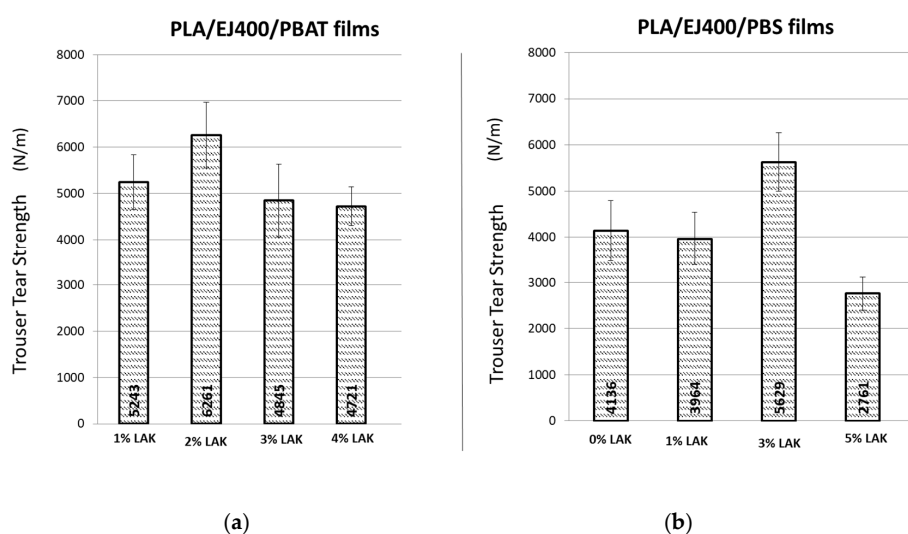 PLA/EJ400/PBAT films
Trouser Tear Strength (N/m)
8000
7000
6000
5000
4000
3000
2000
1000
0
5243
6261
4845
4721
1% LAK
2% LAK
3% LAK
4% LAK
(a)
PLA/EJ400/PBS films
Trouser Tear Strength (N/m)
8000
7000
6000
5000
4000
3000
2000
1000
0
4136
3964
5629
2761
0% LAK
1% LAK
3% LAK
5% LAK
(b)